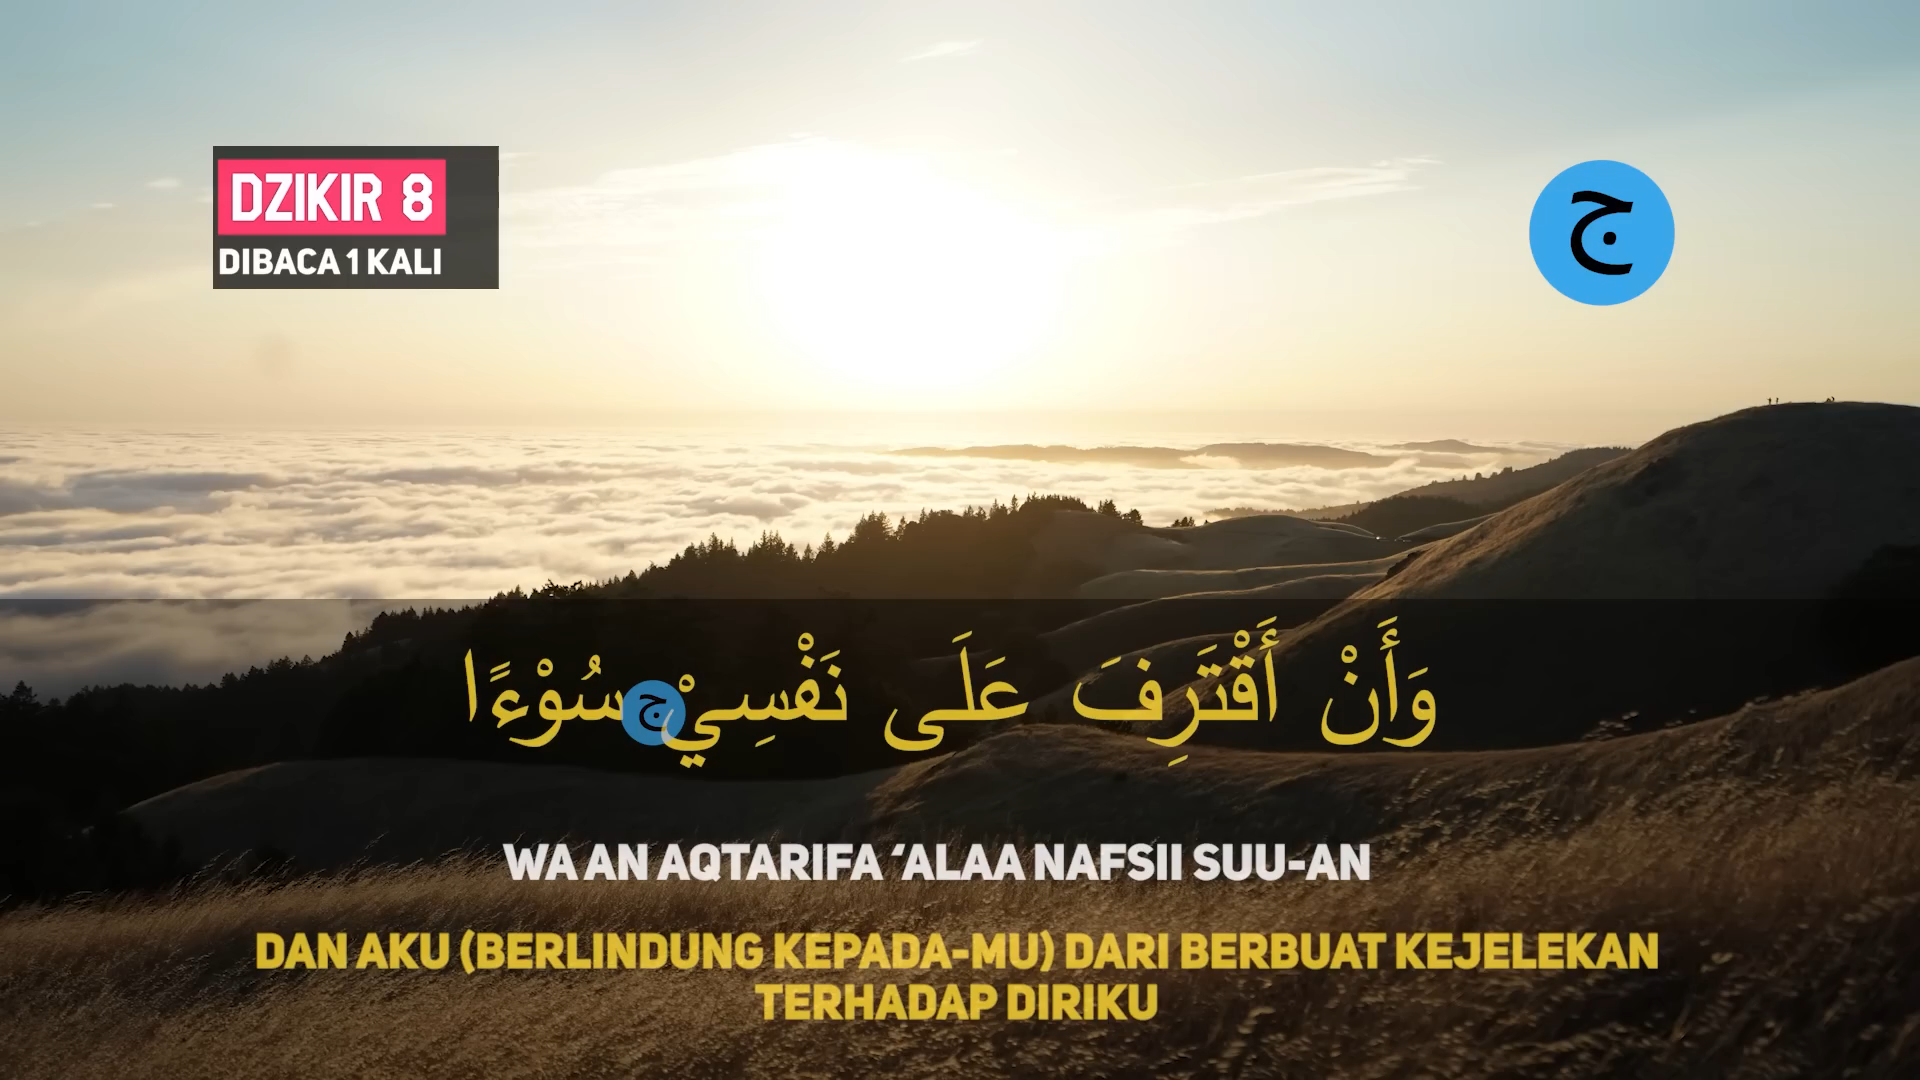 DZIKIR 8
DIBACA 1 KALI
ج
وَأَنْ أَقْتَرِفَ عَلَى نَفْسِيْ سُوْءًا
ج
WA AN AQTARIFA ‘ALAA NAFSII SUU-AN
DAN AKU (BERLINDUNG KEPADA-MU) DARI BERBUAT KEJELEKAN
TERHADAP DIRIKU